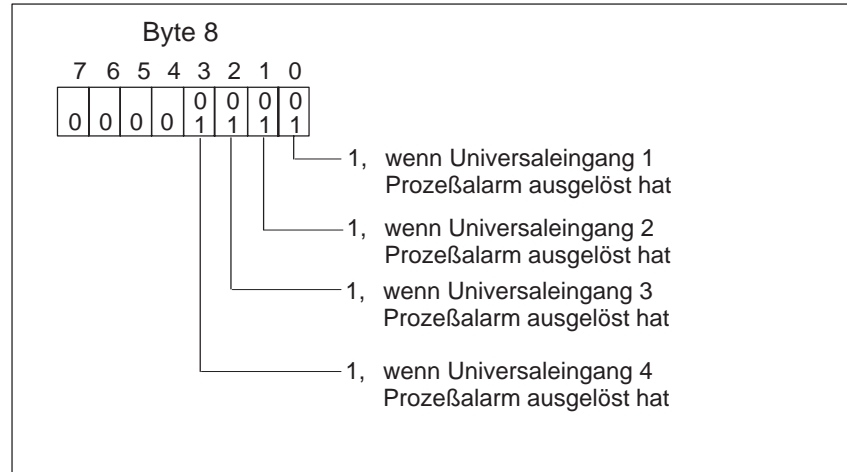 Byte 8
7 6 5 4 3 2 1 0
0 0 0 0
0 0 0 0 1 1 1 1
1, wenn Universaleingang 1
Prozeßalarm ausgelöst hat
1, wenn Universaleingang 2
Prozeßalarm ausgelöst hat
1, wenn Universaleingang 3
Prozeßalarm ausgelöst hat
1, wenn Universaleingang 4
Prozeßalarm ausgelöst hat